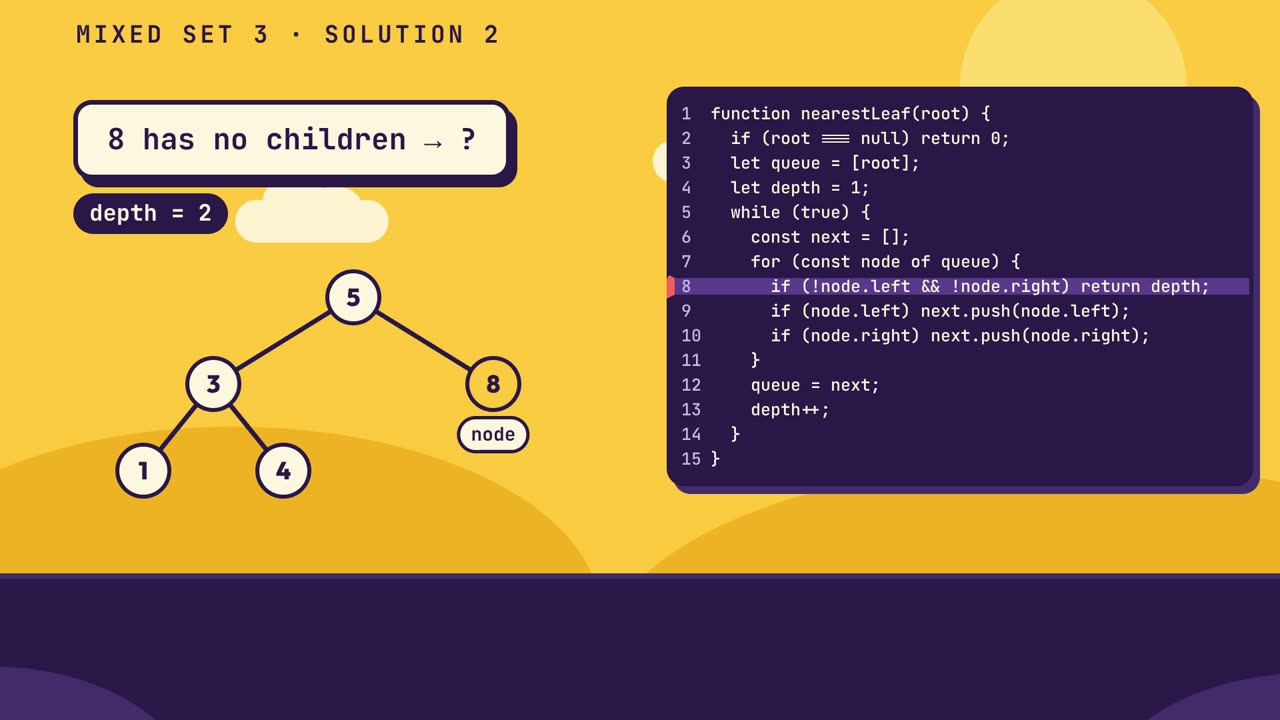 MIXED SET 3 · SOLUTION 2
8 has no children → ?
depth = 2
5
3
8
node
1
4
1 function nearestLeaf(root) {
2   if (root === null) return 0;
3   let queue = [root];
4   let depth = 1;
5   while (true) {
6     const next = [];
7     for (const node of queue) {
8       if (!node.left && !node.right) return depth;
9       if (node.left) next.push(node.left);
10       if (node.right) next.push(node.right);
11     }
12     queue = next;
13     depth++;
14   }
15 }